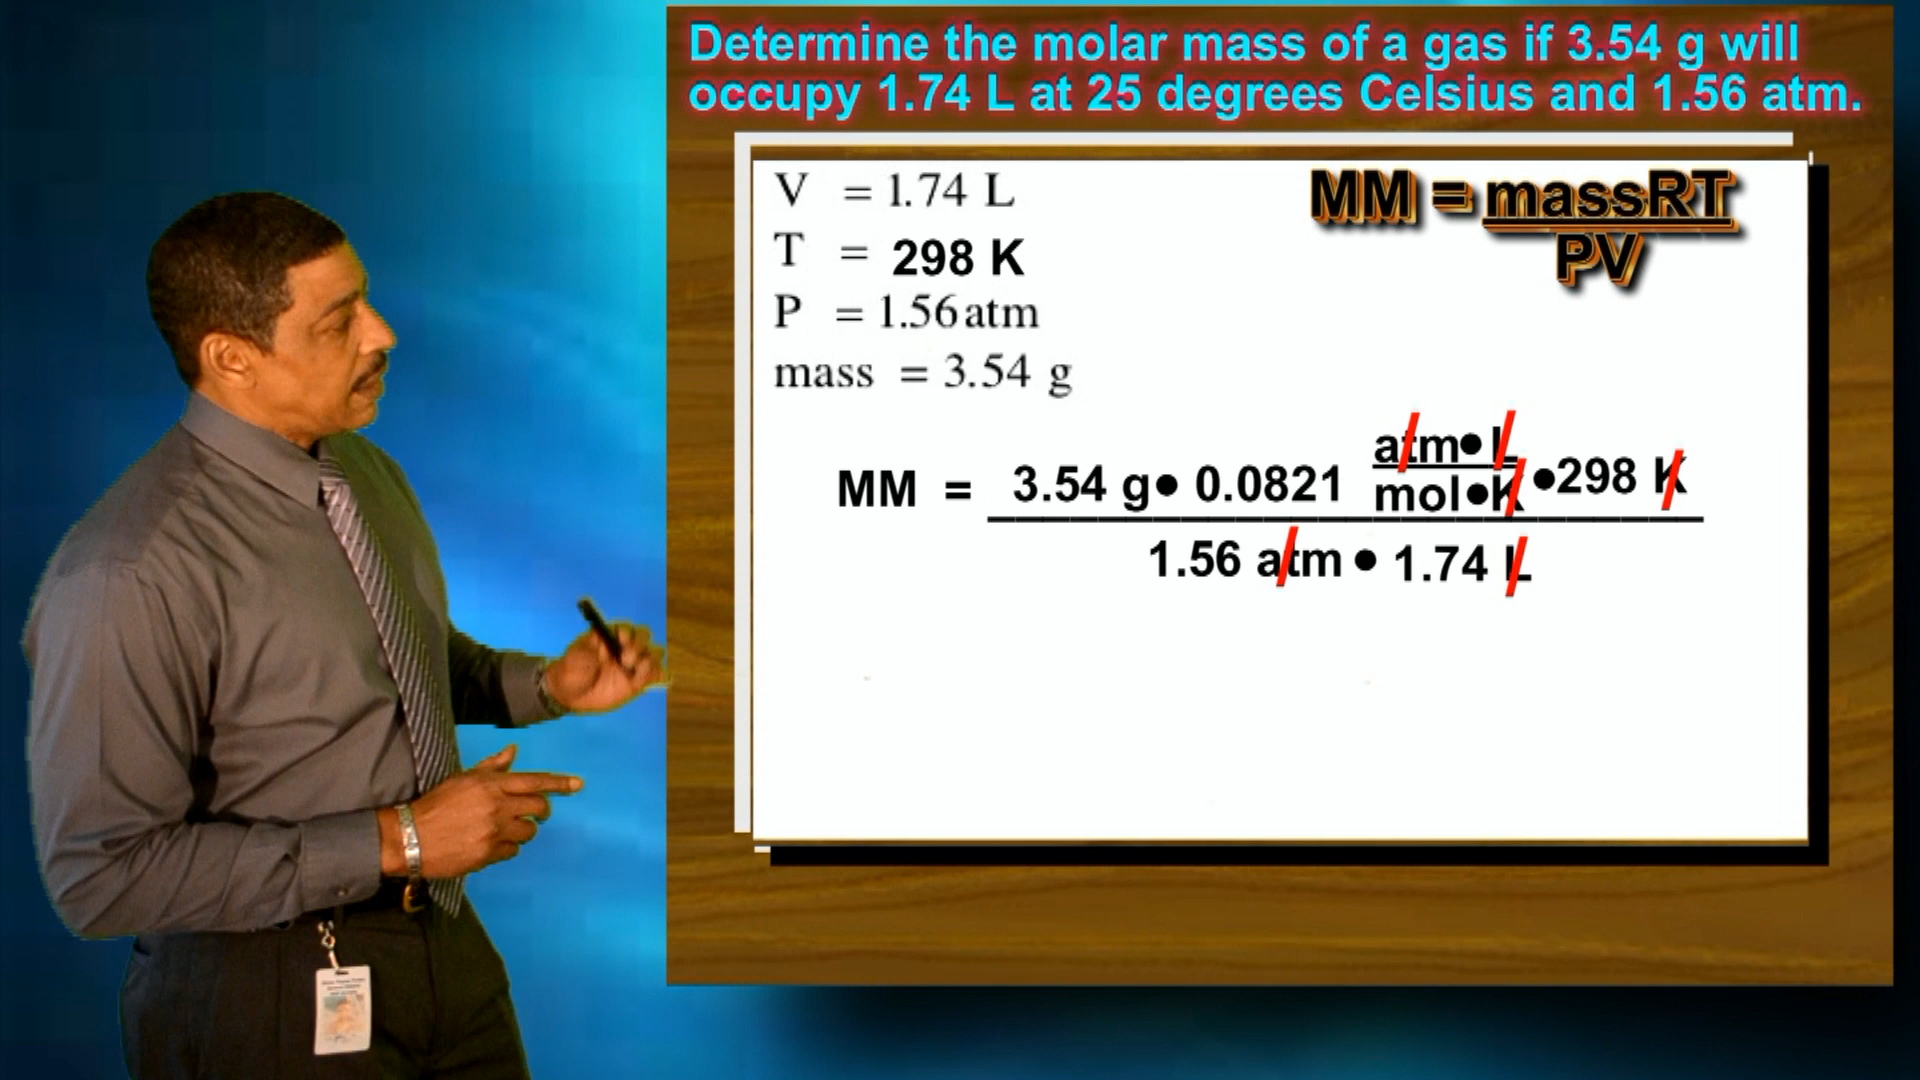 Determine the molar mass of a gas if 3.54 g will
occupy 1.74 L at 25 degrees Celsius and 1.56 atm.
V = 1.74 L
T = 298 K
P = 1.56 atm
mass = 3.54 g
MM = massRT
PV
atm• L
MM = 3.54 g• 0.0821 mol•K •298 K
1.56 atm • 1.74 L